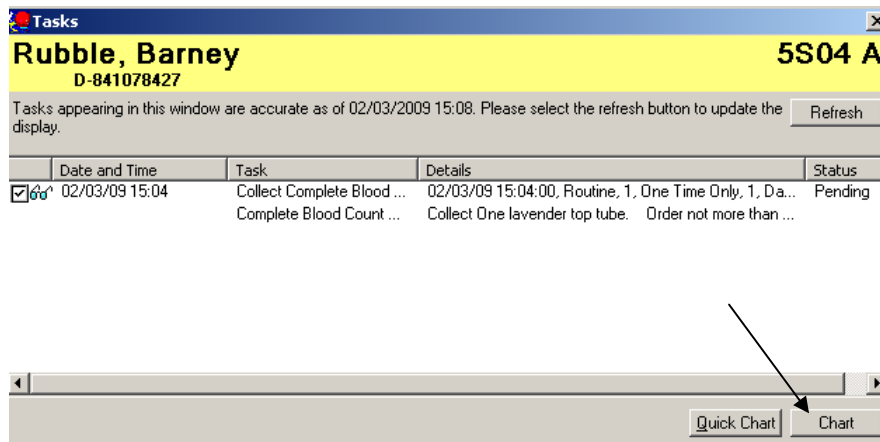 Tasks
Rubble, Barney 5S04 A
D-841078427
Tasks appearing in this window are accurate as of 02/03/2009 15:08. Please select the refresh button to update the
display.
Refresh
Date and Time Task Details Status
02/03/09 15:04 Collect Complete Blood ... 02/03/09 15:04:00, Routine, 1, One Time Only, 1, Da... Pending
Complete Blood Count ... Collect One lavender top tube. Order not more than ...
Quick Chart Chart